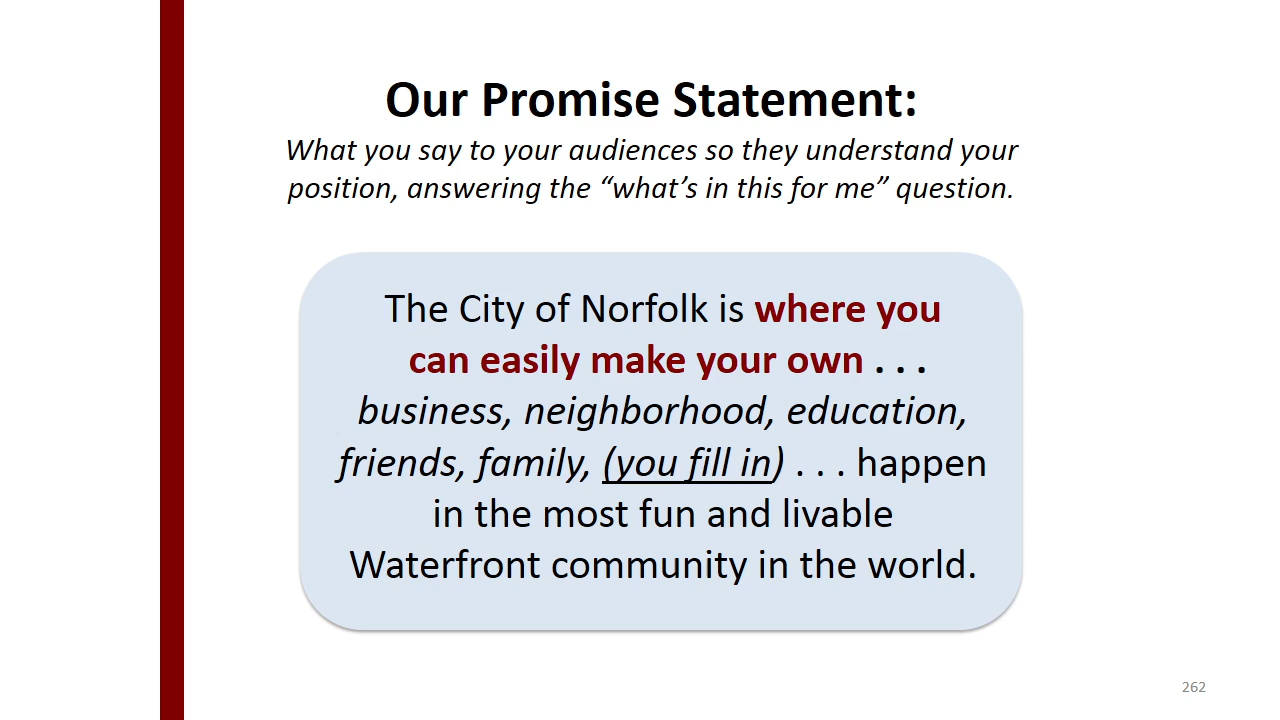 Our Promise Statement:
What you say to your audiences so they understand your
position, answering the “what’s in this for me” question.
The City of Norfolk is where you
can easily make your own . . .
business, neighborhood, education,
friends, family, (you fill in) . . . happen
in the most fun and livable
Waterfront community in the world.
262